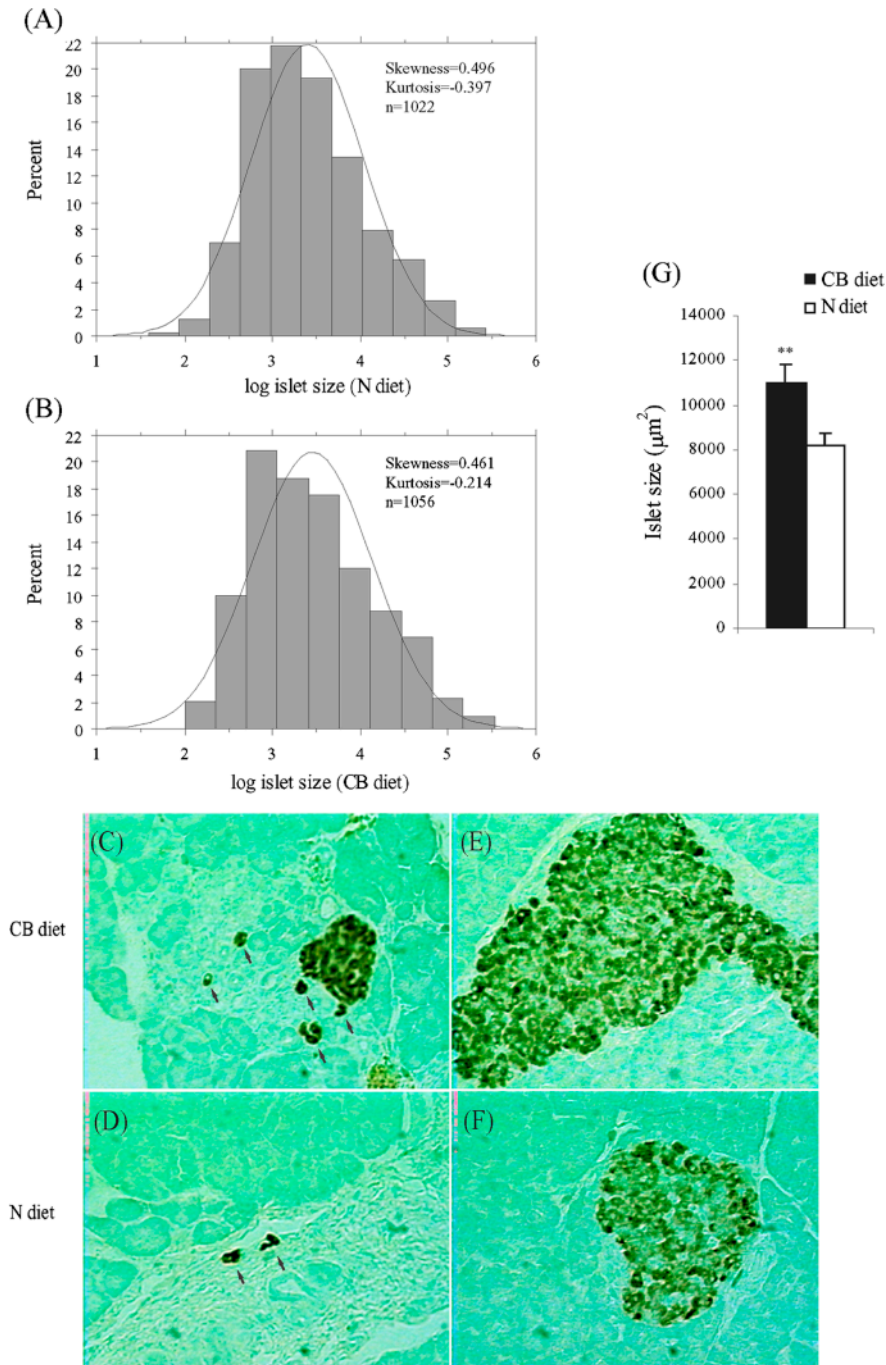 (A)
22
20
18
16
14
12
10
8
6
4
2
0
Percent
Skewness=0.496
Kurtosis=-0.397
n=1022
1 2 3 4 5 6
log islet size (N diet)
(B)
22
20
18
16
14
12
10
8
6
4
2
0
Percent
Skewness=0.461
Kurtosis=-0.214
n=1056
1 2 3 4 5 6
log islet size (CB diet)
(G)
CB diet
N diet
14000
12000
10000
8000
6000
4000
2000
0
Islet size (μm²)
**
CB diet
(C)
(E)
N diet
(D)
(F)